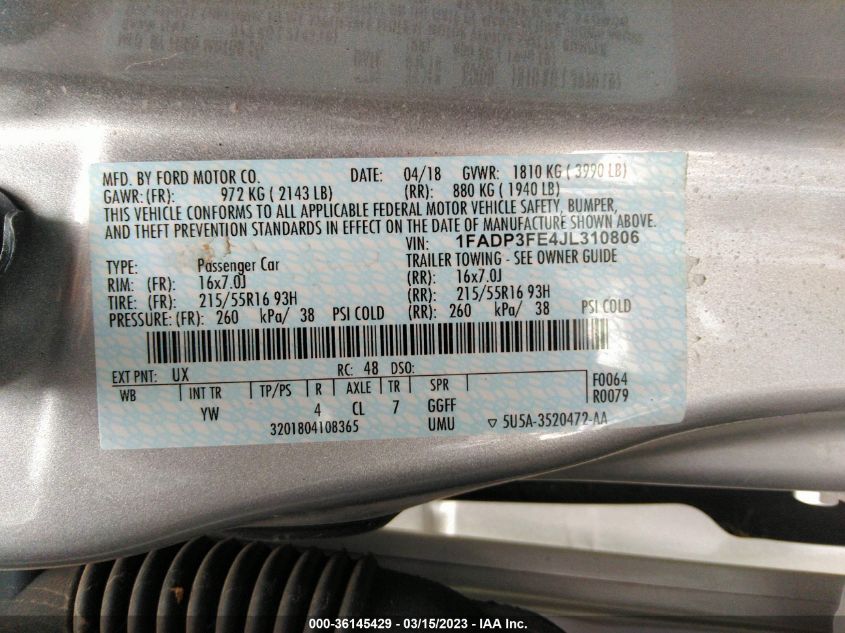 MFD. BY FORD MOTOR CO. DATE: 04/18 GVWR: 1810 KG ( 3990 LB)
GAWR: (FR): 972 KG ( 2143 LB) (RR): 880 KG ( 1940 LB)
THIS VEHICLE CONFORMS TO ALL APPLICABLE FEDERAL MOTOR VEHICLE SAFETY, BUMPER,
AND THEFT PREVENTION STANDARDS IN EFFECT ON THE DATE OF MANUFACTURE SHOWN ABOVE.
VIN: 1FADP3FE4JL310806
TYPE: Passenger Car TRAILER TOWING - SEE OWNER GUIDE
RIM: (FR): 16x7.0J (RR): 16x7.0J
TIRE: (FR): 215/55R16 93H (RR): 215/55R16 93H
PRESSURE: (FR): 260 kPa/ 38 PSI COLD (RR): 260 kPa/ 38 PSI COLD
EXT PNT: UX RC: 48 DSO:
WB INT TR TP/PS R AXLE TR SPR F0064
R0079
YW 4 CL 7 GGFF
3201804108365 UMU ▽ 5U5A-3520472-AA
000-36145429 - 03/15/2023 - IAA Inc.